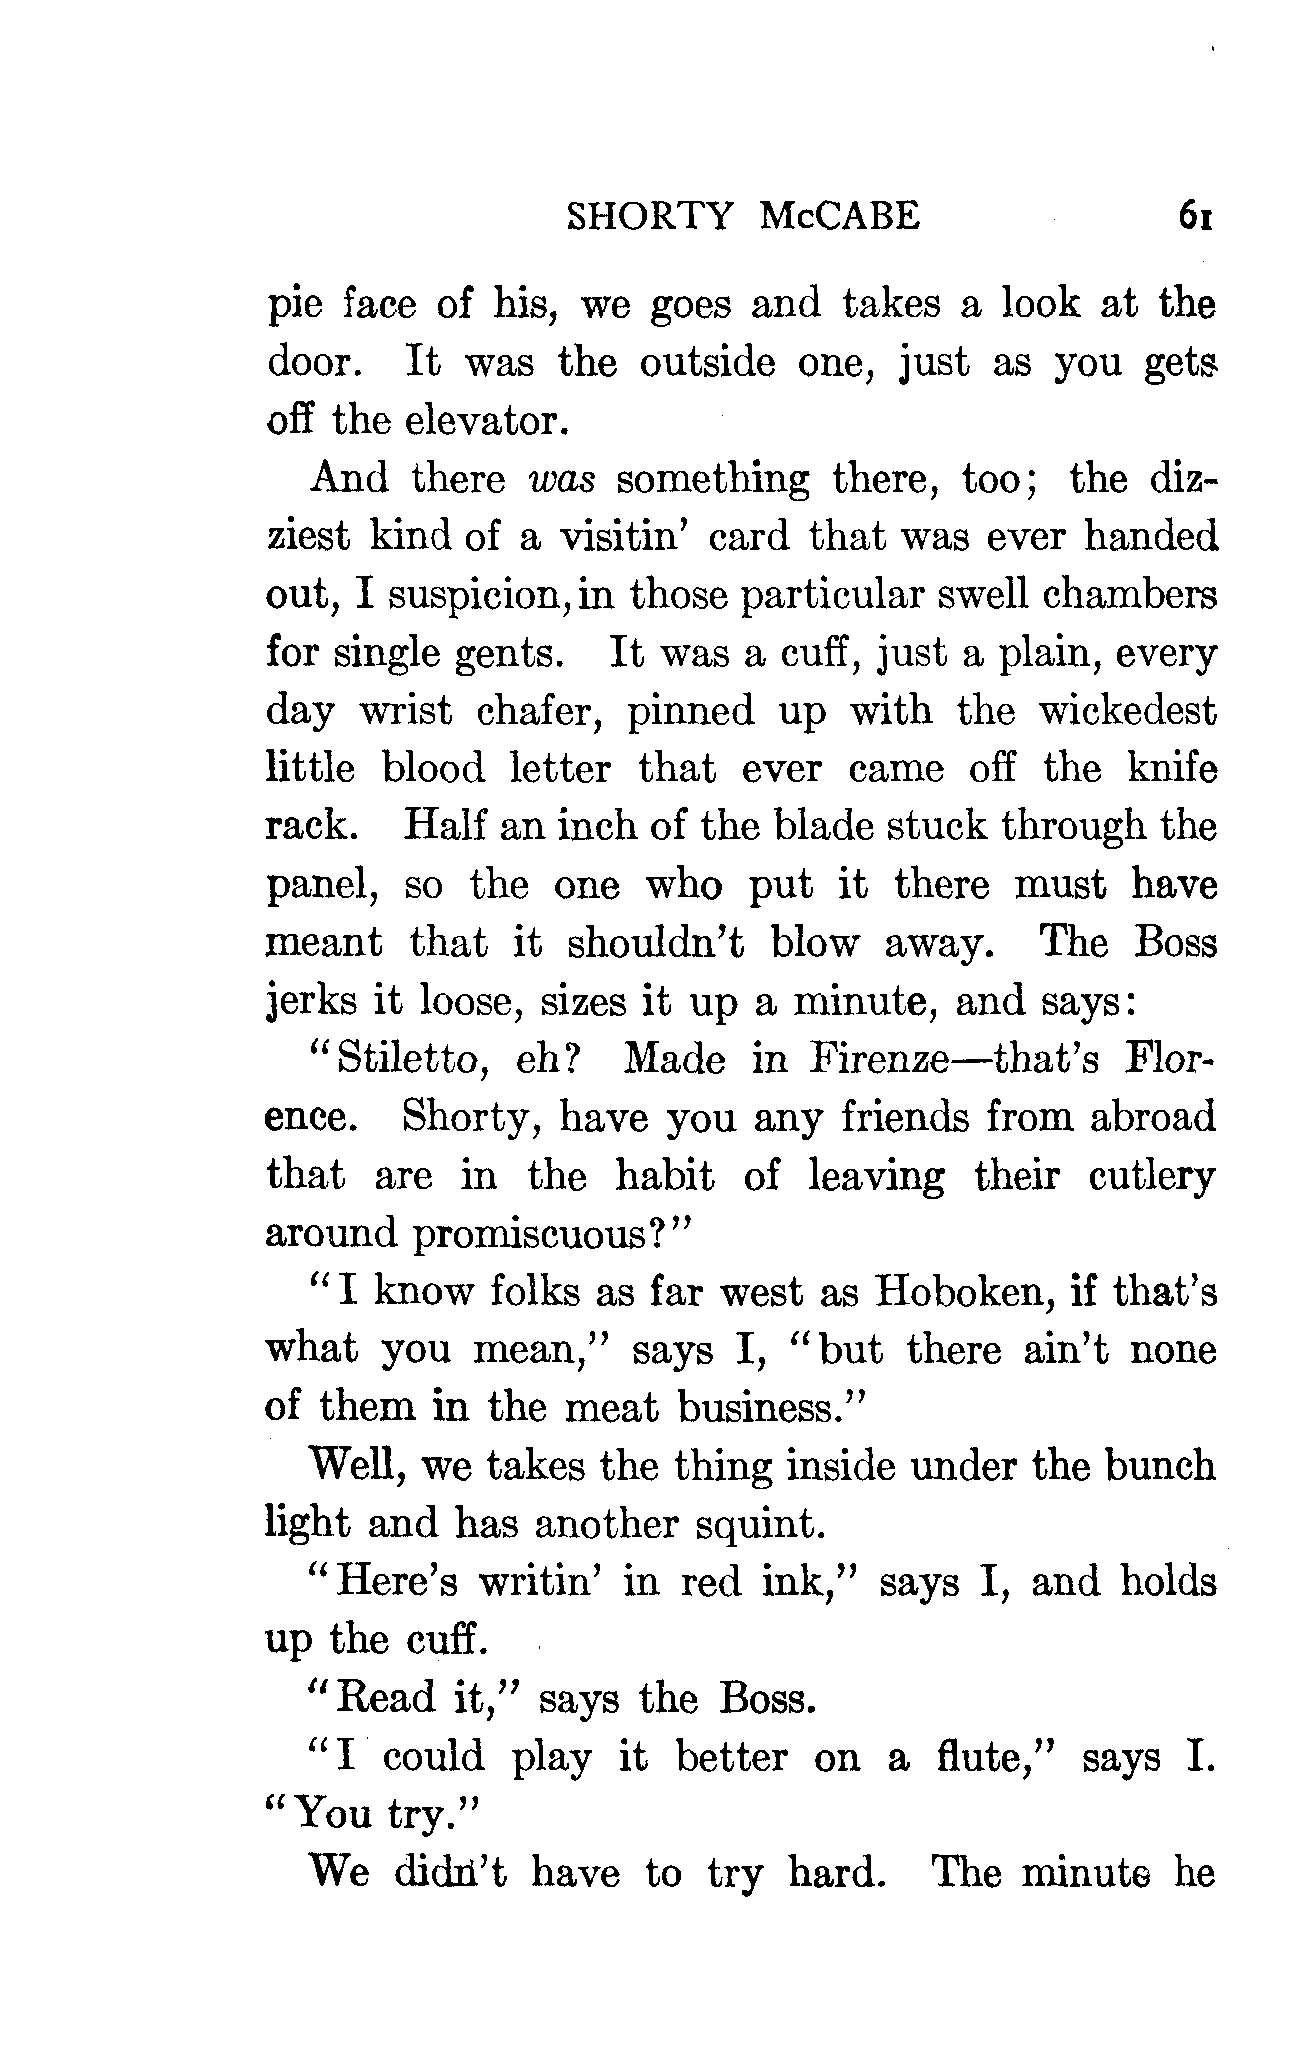 SHORTY McCABE 61
pie face of his, we goes and takes a look at the
door. It was the outside one, just as you gets
off the elevator.
And there was something there, too; the diz-
ziest kind of a visitin' card that was ever handed
out, I suspicion, in those particular swell chambers
for single gents. It was a cuff, just a plain, every
day wrist chafer, pinned up with the wickedest
little blood letter that ever came off the knife
rack. Half an inch of the blade stuck through the
panel, so the one who put it there must have
meant that it shouldn't blow away. The Boss
jerks it loose, sizes it up a minute, and says:
"Stiletto, eh? Made in Firenze—that's Flor-
ence. Shorty, have you any friends from abroad
that are in the habit of leaving their cutlery
around promiscuous?"
"I know folks as far west as Hoboken, if that's
what you mean," says I, "but there ain't none
of them in the meat business."
Well, we takes the thing inside under the bunch
light and has another squint.
"Here's writin' in red ink," says I, and holds
up the cuff.
"Read it," says the Boss.
"I could play it better on a flute," says I.
"You try."
We didn't have to try hard. The minute he